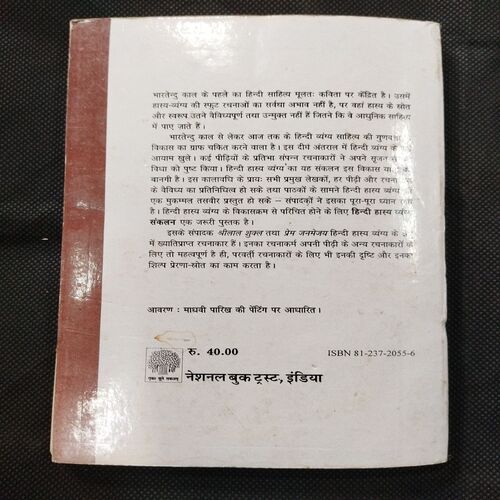 भारतेन्दु काल के पहले का हिन्दी साहित्य मूलतः कविता पर केंद्रित है। उसमें
हास्य-व्यंग्य की स्फुट रचनाओं का सर्वथा अभाव नहीं है, पर वहां हास्य के स्रोत
और स्वरूप उतने वैविध्यपूर्ण तथा उन्मुक्त नहीं हैं जितने कि वे आधुनिक साहित्य
में पाए जाते हैं।
भारतेन्दु काल से लेकर आज तक के हिन्दी व्यंग्य साहित्य की
विकास का ग्राफ चकित करने वाला है। इस दीर्घ अंतराल में हिन्दी व्यंग्य के
आयाम खुले। कई पीढ़ियों के प्रतिभा संपन्न रचनाकारों ने अपने सृजन से
विधा को पुष्ट किया। हिन्दी हास्य व्यंग्य का यह संकलन इस विकास या
बानगी है। इस कालावधि के प्रायः सभी प्रमुख लेखकों, हर पीढ़ी और रचना
के वैविध्य का प्रतिनिधित्व हो सके तथा पाठकों के सामने हिन्दी हास्य व्यंग्य
एक मुकम्मल तसवीर प्रस्तुत हो सके – संपादकों ने इसका पूरा-पूरा ध्यान
है। हिन्दी हास्य व्यंग्य के विकासक्रम से परिचित होने के लिए हिन्दी हास्य व्यंग्य
संकलन एक जरूरी पुस्तक है।
इसके संपादक श्रीलाल शुक्ल तथा प्रेम जनमेजय हिन्दी हास्य व्यंग्य के
में ख्यातिप्राप्त रचनाकार हैं। इनका रचनाकर्म अपनी पीढ़ी के अन्य रचनाकारों के
लिए तो महत्वपूर्ण है ही, परवर्ती रचनाकारों के लिए भी इनकी दृष्टि और इनका
शिल्प प्रेरणा-स्रोत का काम करता है।
आवरण : माधवी पारिख की पेंटिंग पर आधारित।
रु. 40.00
ISBN 81-237-2055-6
एकः सूते सकलम्
नेशनल बुक ट्रस्ट, इंडिया